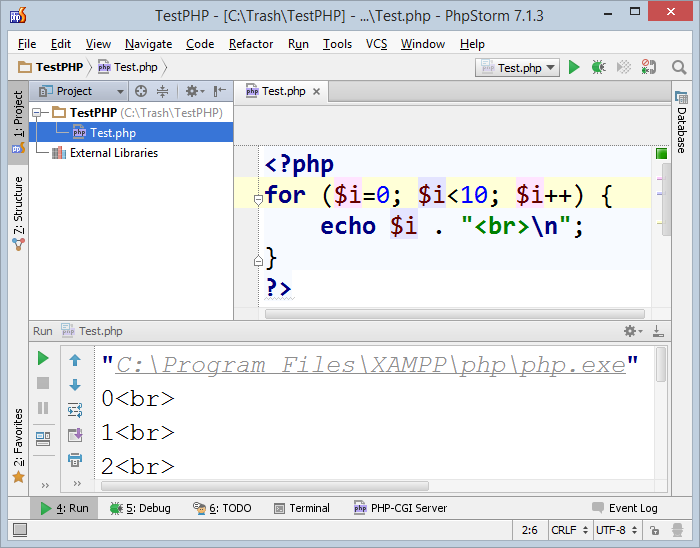 TestPHP - [C:\Trash\TestPHP] - ...\Test.php - PhpStorm 7.1.3
File Edit View Navigate Code Refactor Run Tools VCS Window Help
TestPHP Test.php Test.php
1: Project
Z: Structure
2: Favorites
Project
TestPHP (C:\Trash\TestPHP)
Test.php
External Libraries
Test.php
<?php
for ($i=0; $i<10; $i++) {
echo $i . "<br>\n";
}
?>
Database
Run Test.php
"C:\Program Files\XAMPP\php\php.exe"
0<br>
1<br>
2<br>
4: Run 5: Debug 6: TODO Terminal PHP-CGI Server Event Log
2:6 CRLF UTF-8